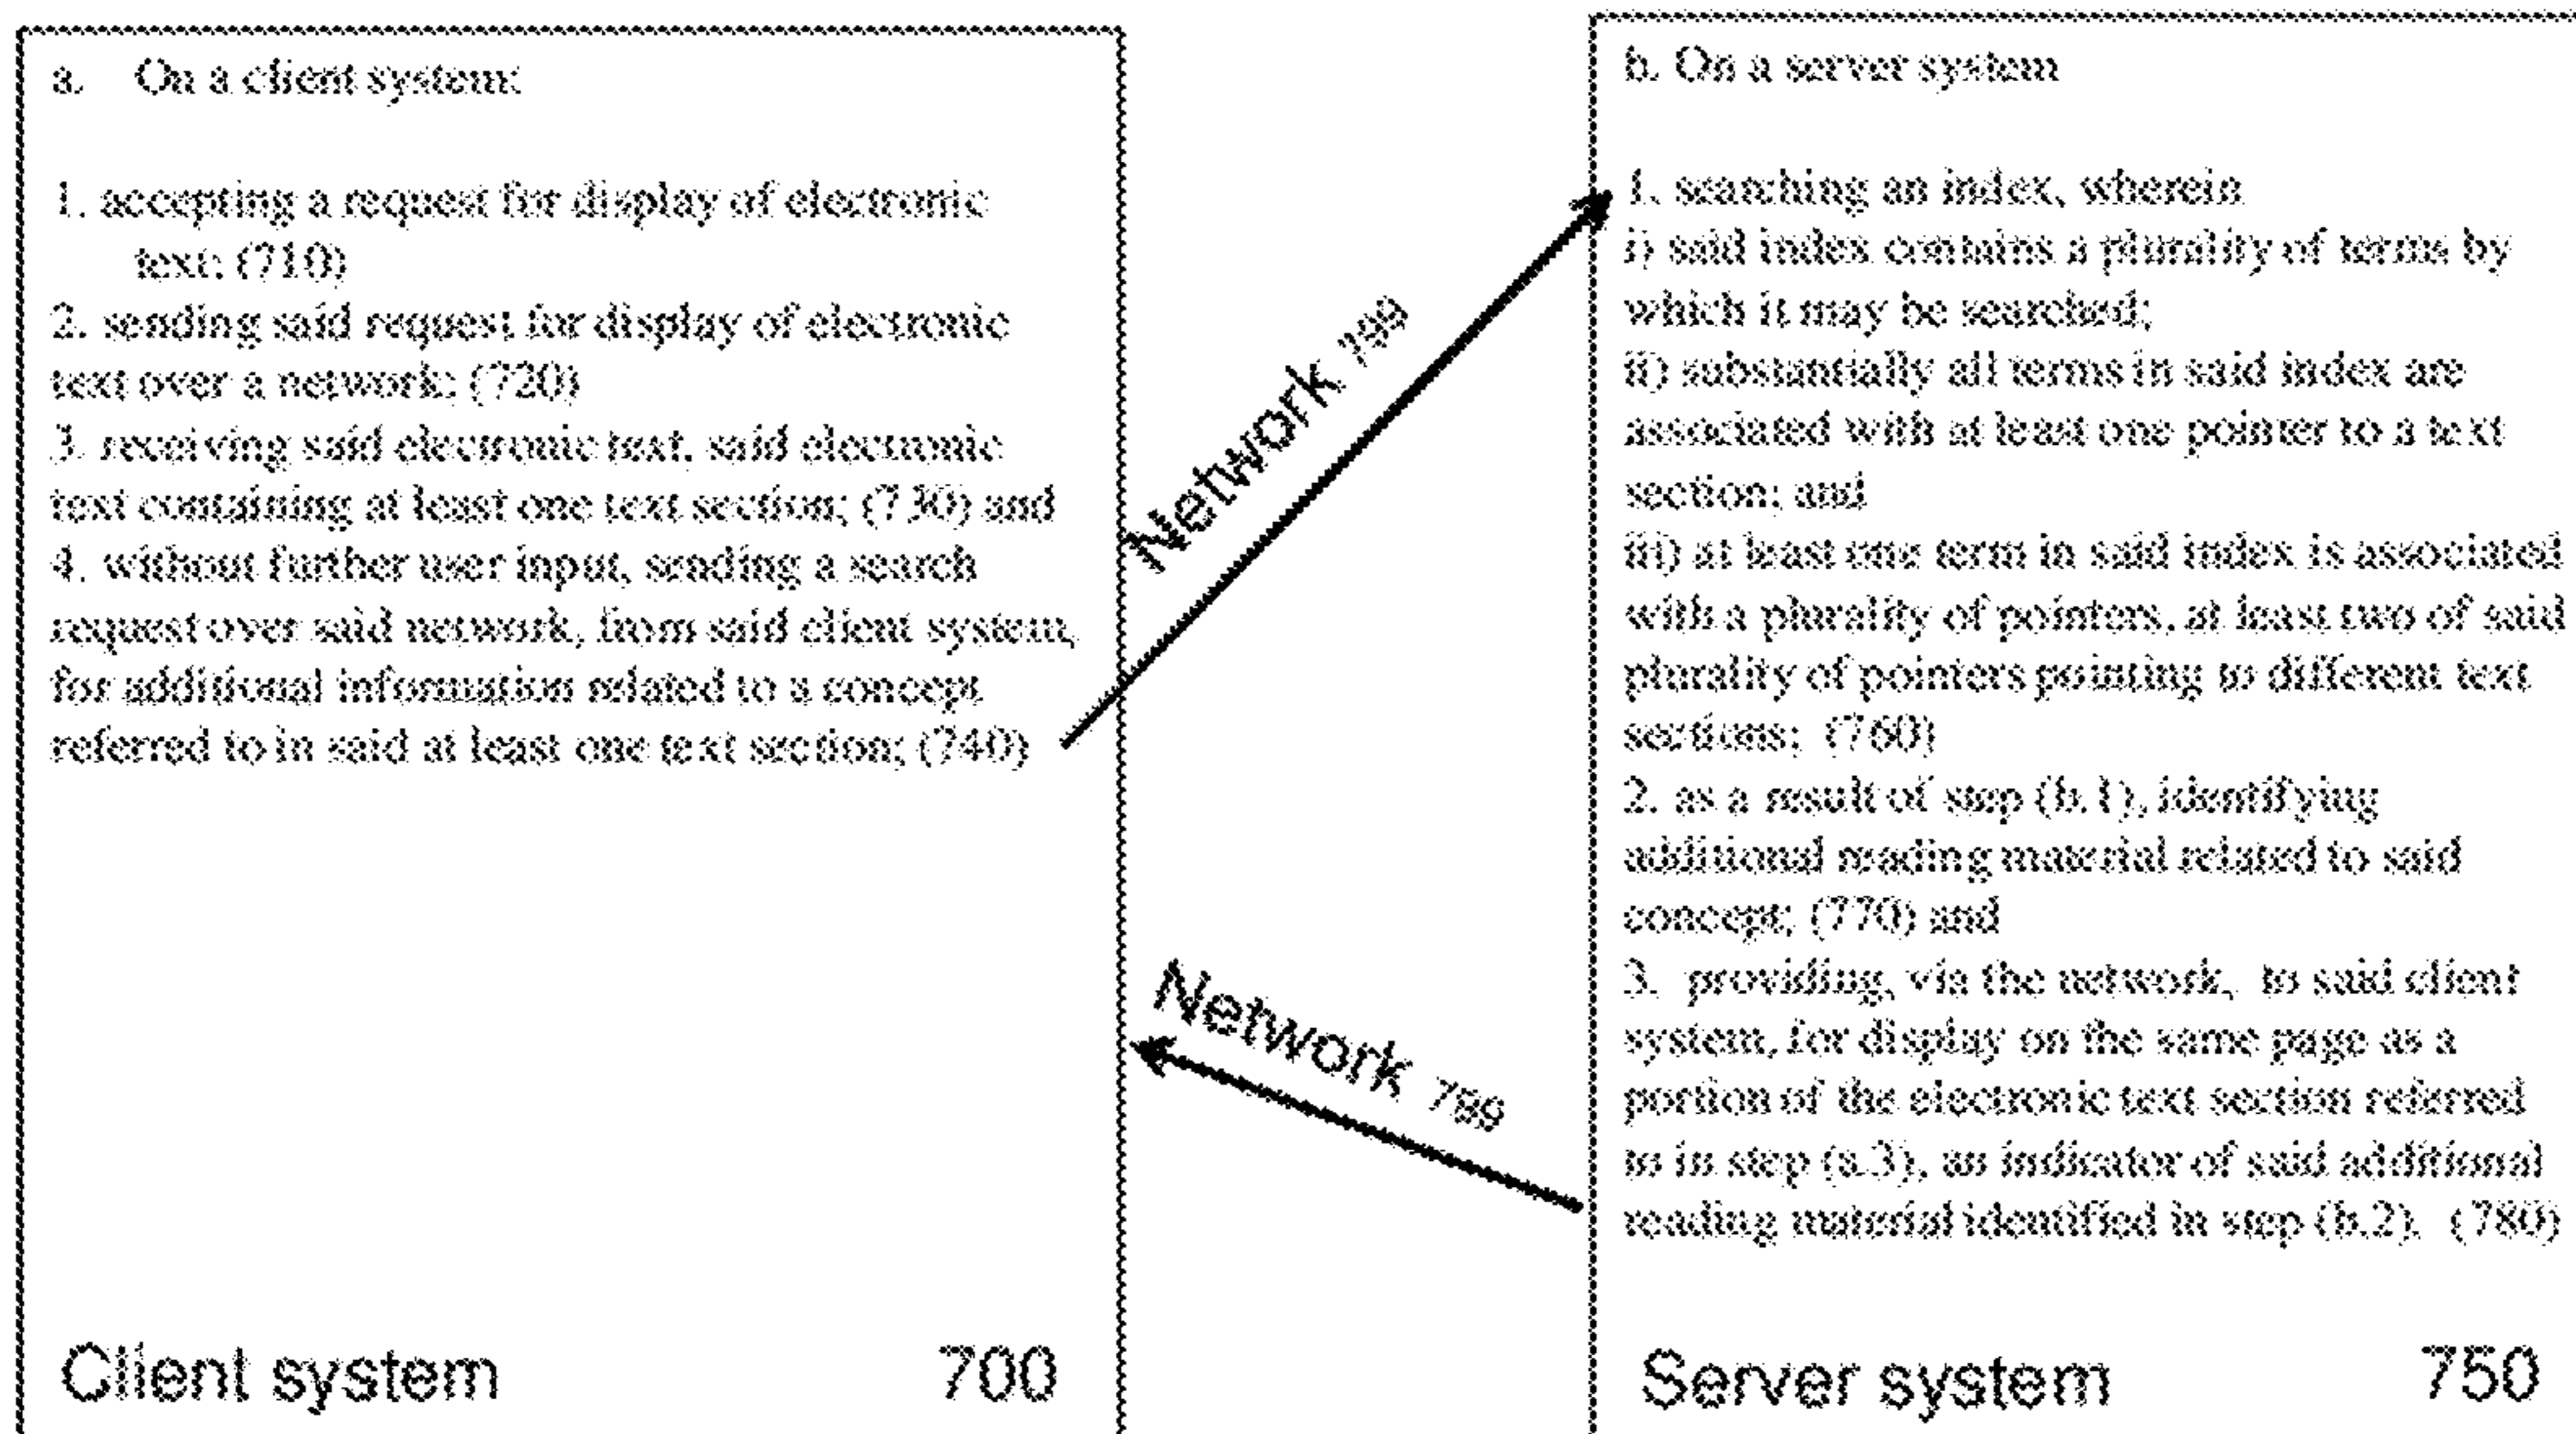 a. On a client system:
1. accepting a request for display of electronic
text; (710)
2. sending said request for display of electronic
text over a network; (720)
3. receiving said electronic text, said electronic
text containing at least one text section; (730) and
4. without further user input, sending a search
request over said network, from said client system,
for additional information related to a concept
referred to in said at least one text section; (740)
Client system 700
Network 799
Network 799
b. On a server system
1. searching an index, wherein
i) said index contains a plurality of terms by
which it may be searched;
ii) substantially all terms in said index are
associated with at least one pointer to a text
section; and
iii) at least one term in said index is associated
with a plurality of pointers, at least two of said
plurality of pointers pointing to different text
sections; (760)
2. as a result of step (b.1), identifying
additional reading material related to said
concept; (770) and
3. providing, via the network, to said client
system, for display on the same page as a
portion of the electronic text section referred
to in step (a.3), an indicator of said additional
reading material identified in step (b.2). (780)
Server system 750